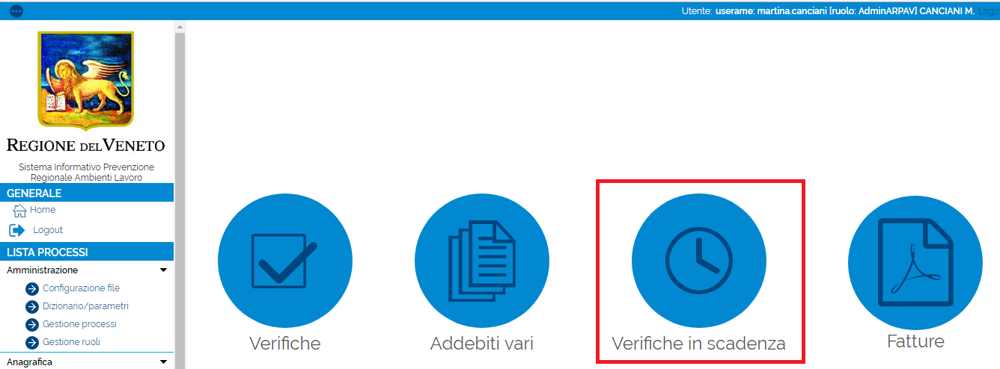 Utente: userame: martina.canciani [ruolo: AdminARPAV] CANCIANI M. Logo
REGIONE DEL VENETO
Sistema Informativo Prevenzione
Regionale Ambienti Lavoro
GENERALE
Home
Logout
LISTA PROCESSI
Amministrazione
Configurazione file
Dizionario/parametri
Gestione processi
Gestione ruoli
Anagrafica
Verifiche
Addebiti vari
Verifiche in scadenza
Fatture